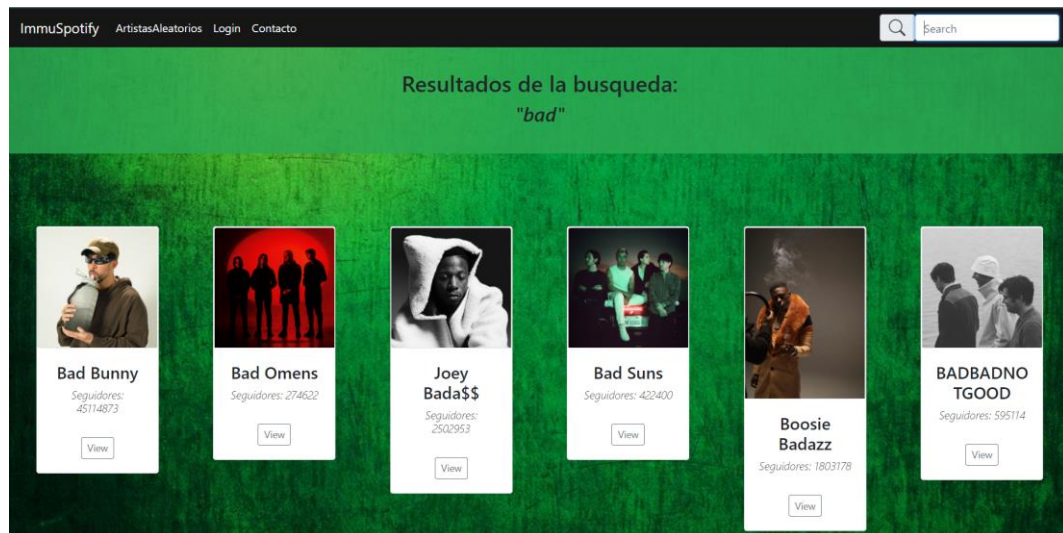 ImmuSpotify ArtistasAleatorios Login Contacto Search
Resultados de la busqueda:
"bad"
Bad Bunny
Seguidores:
45114873
View
Bad Omens
Seguidores: 274622
View
Joey
Bada$$
Seguidores:
2502953
View
Bad Suns
Seguidores: 422400
View
Boosie
Badazz
Seguidores: 1803178
View
BADBADNO
TGOOD
Seguidores: 595114
View